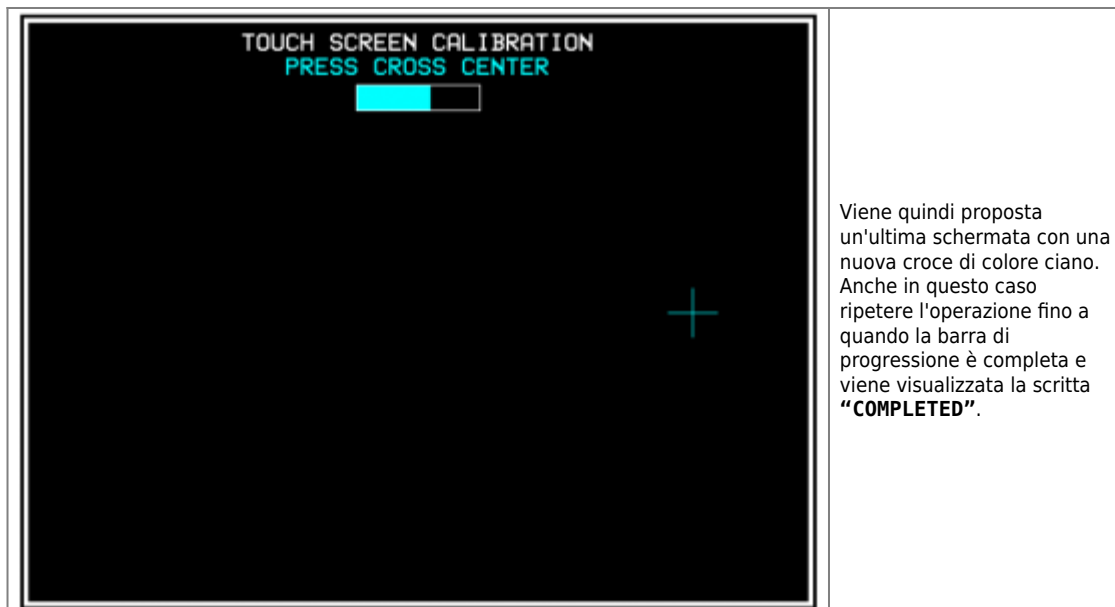 TOUCH SCREEN CALIBRATION
PRESS CROSS CENTER
Viene quindi proposta
un'ultima schermata con una
nuova croce di colore ciano.
Anche in questo caso
ripetere l'operazione fino a
quando la barra di
progressione è completa e
viene visualizzata la scritta
“COMPLETED”.